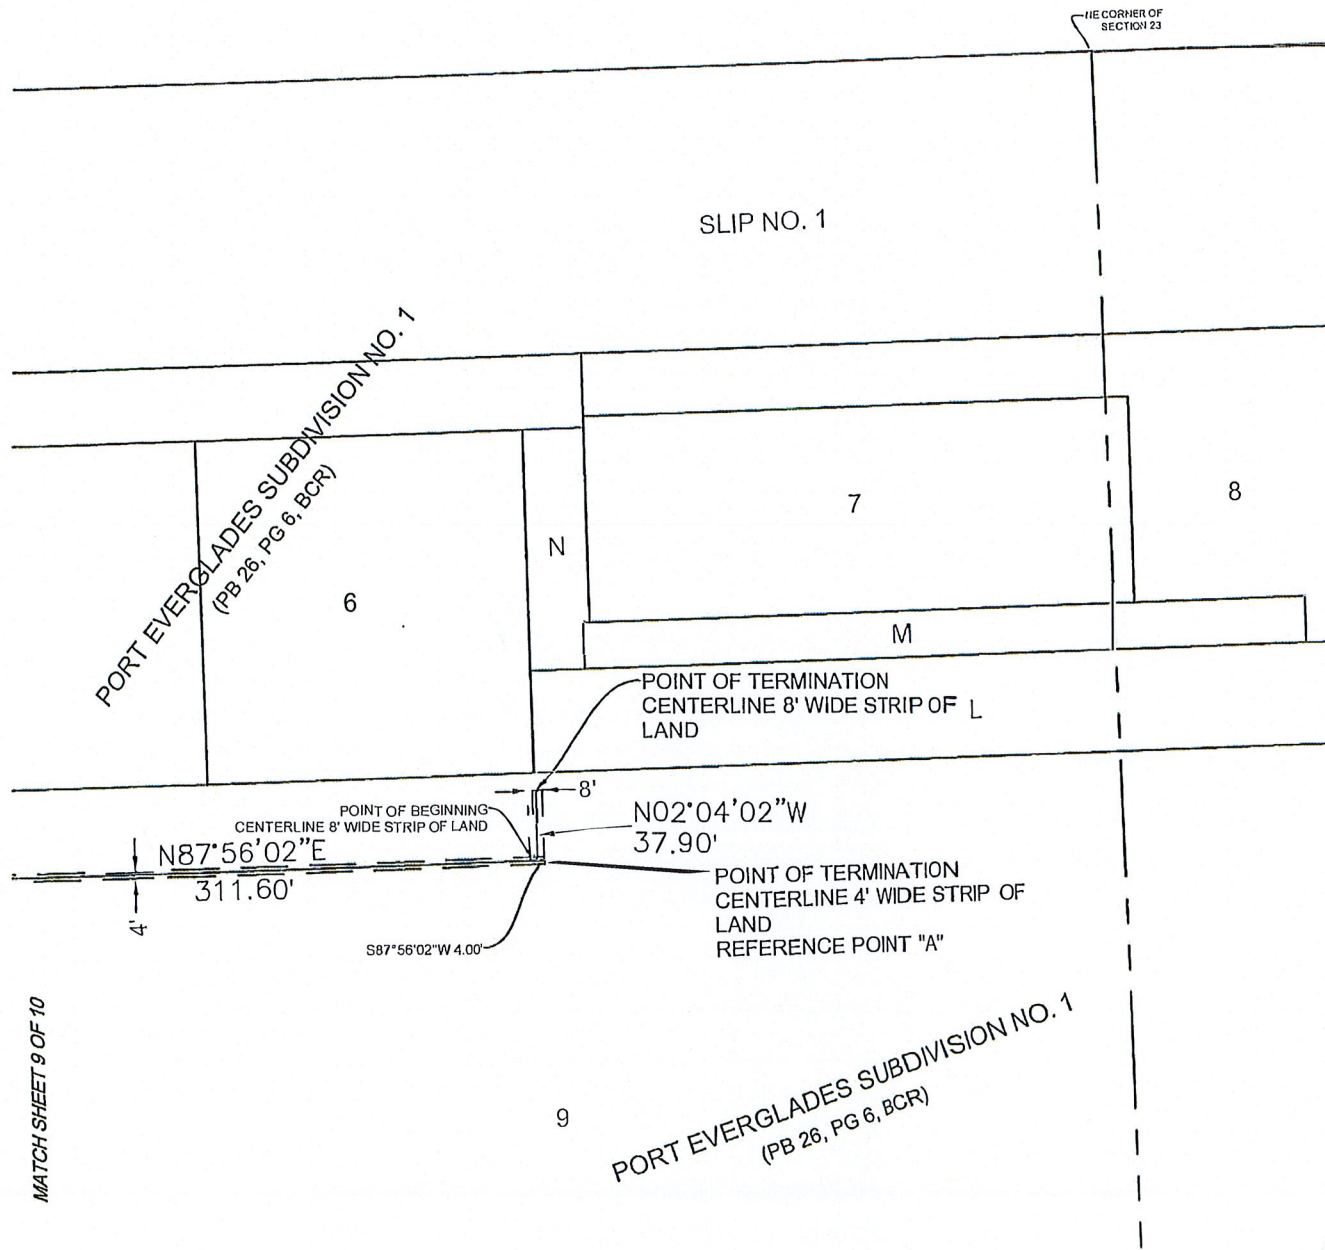 NE CORNER OF
SECTION 23
SLIP NO. 1
PORT EVERGLADES SUBDIVISION NO. 1
(PB 26, PG 6, BCR)
7
8
N
6
M
POINT OF TERMINATION
CENTERLINE 8' WIDE STRIP OF
LAND
L
8'
POINT OF BEGINNING
CENTERLINE 8' WIDE STRIP OF LAND
N02°04'02"W
37.90'
N87°56'02"E
311.60'
4'
POINT OF TERMINATION
CENTERLINE 4' WIDE STRIP OF
LAND
REFERENCE POINT "A"
S87°56'02"W 4.00'
MATCH SHEET 9 OF 10
9
PORT EVERGLADES SUBDIVISION NO. 1
(PB 26, PG 6, BCR)